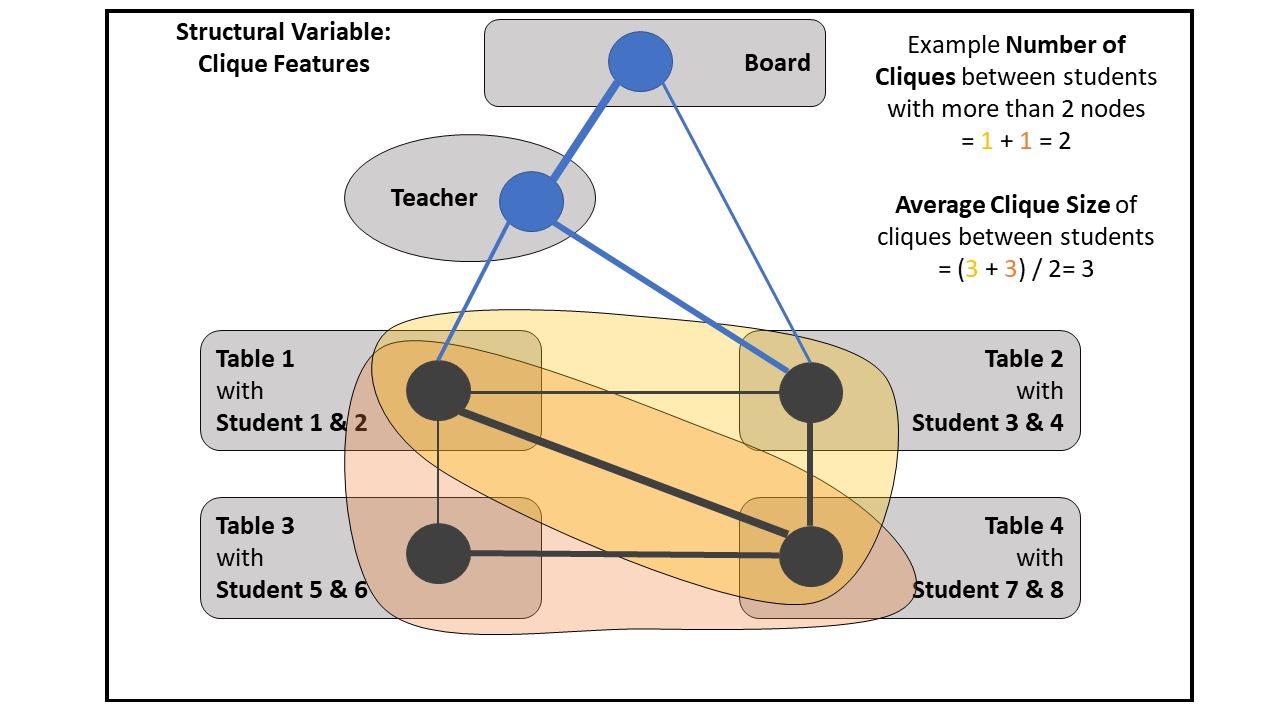 Structural Variable:
Clique Features
Board
Example Number of
Cliques between students
with more than 2 nodes
= 1 + 1 = 2
Teacher
Average Clique Size of
cliques between students
= (3 + 3) / 2= 3
Table 1
with
Student 1 & 2
Table 2
with
Student 3 & 4
Table 3
with
Student 5 & 6
Table 4
with
Student 7 & 8